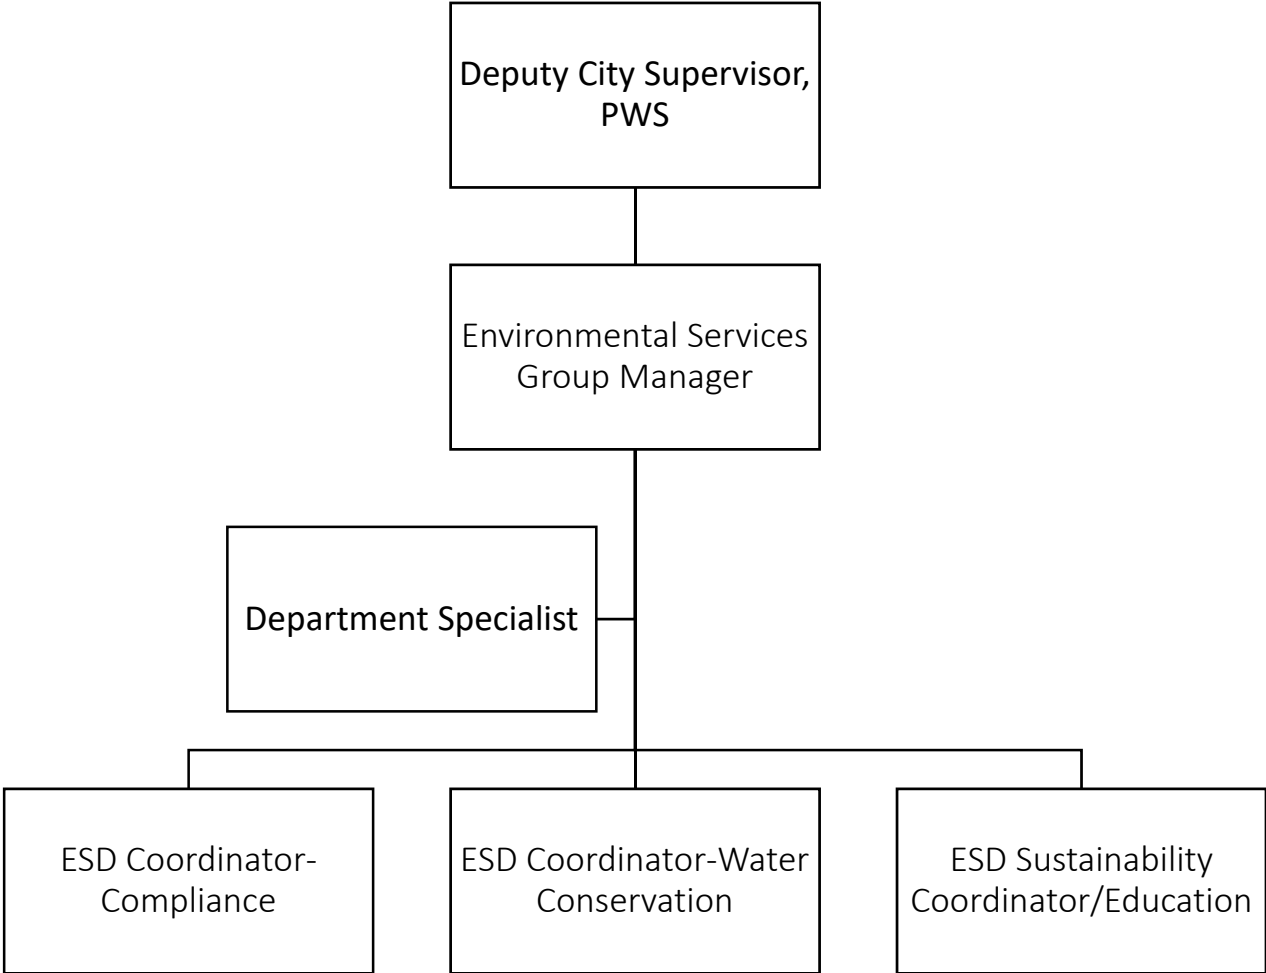 Deputy City Supervisor,
PWS
Environmental Services
Group Manager
Department Specialist
ESD Coordinator-
Compliance
ESD Coordinator-Water
Conservation
ESD Sustainability
Coordinator/Education